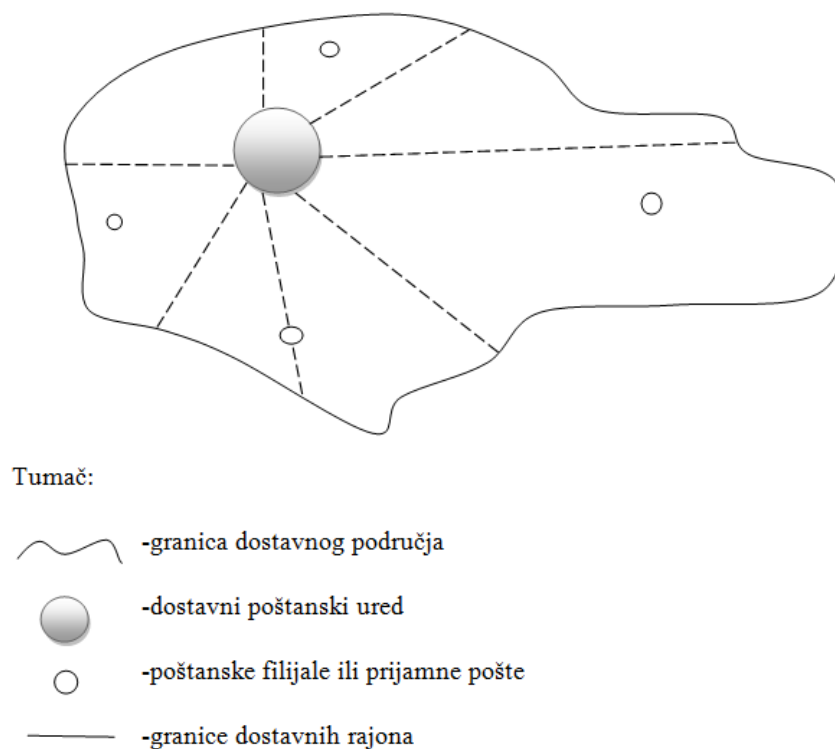 Tumač:
-granica dostavnog područja
-dostavni poštanski ured
-poštanske filijale ili prijamne pošte
-granice dostavnih rajona